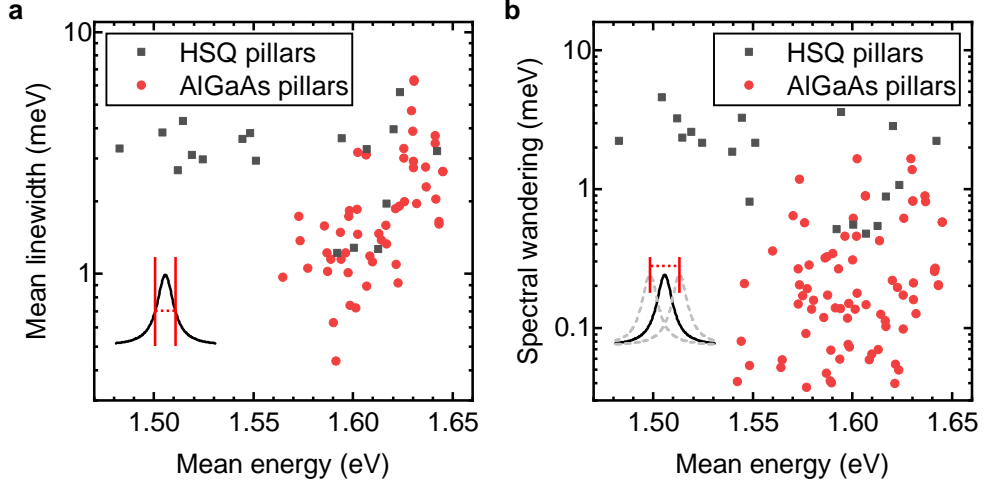 a
10
1
Mean linewidth (meV)
HSQ pillars
AlGaAs pillars
1.50
1.55
1.60
1.65
Mean energy (eV)
b
10
1
0.1
Spectral wandering (meV)
HSQ pillars
AlGaAs pillars
1.50
1.55
1.60
1.65
Mean energy (eV)